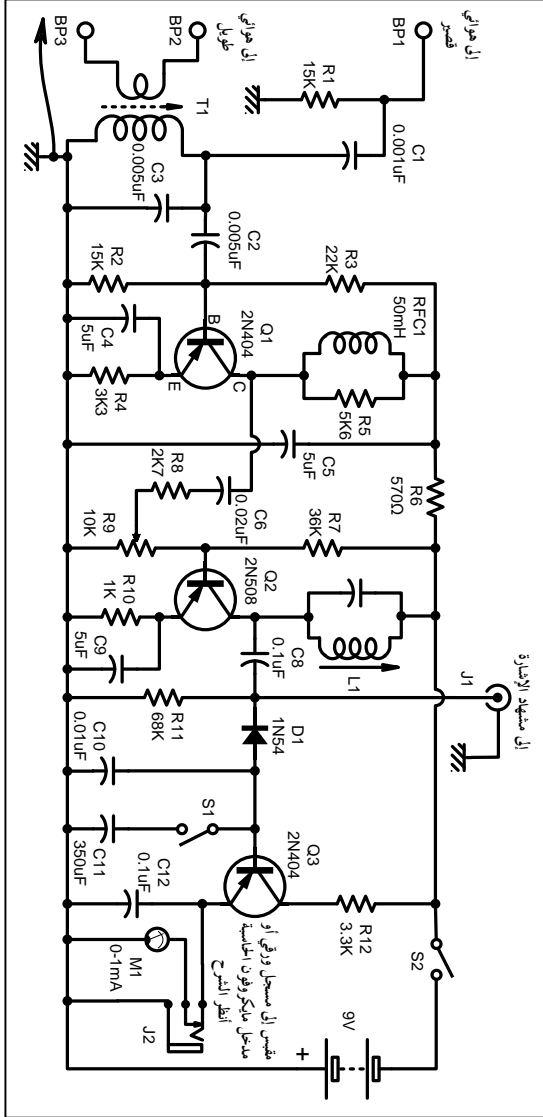 إلى هوائي
قصير
BP1
R1
15K
C1
0.001uF
إلى هوائي
طويل
BP2
BP3
T1
C3
0.005uF
C2
0.005uF
R2
15K
R3
22K
RFC1
50mH
R5
5K6
Q1
2N404
B
C
E
C4
5uF
R4
3K3
C5
5uF
R6
570Ω
C6
0.02uF
R8
2K7
R9
10K
R7
36K
Q2
2N508
R10
1K
C9
5uF
L1
C8
0.1uF
J1
إلى مشهاد الإشارة
R11
68K
D1
1N54
C10
0.01uF
S1
C11
350uF
Q3
2N404
R12
3.3K
C12
0.1uF
M1
0-1mA
J2
مقبس إلى مسجل ورقي أو
مدخل مايكروفون الحاسبة
أنظر الشرح
S2
9V
+